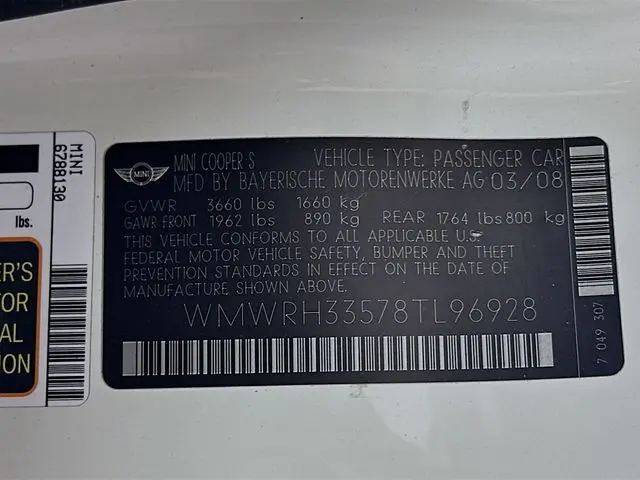 MINI
G788130
lbs.
ER'S
TOR
AL
ION
MINI
MINI COOPER S VEHICLE TYPE: PASSENGER CAR
MFD BY BAYERISCHE MOTORENWERKE AG 03/08
GVWR 3660 lbs 1660 kg
GAWR FRONT 1962 lbs 890 kg REAR 1764 lbs 800 kg
THIS VEHICLE CONFORMS TO ALL APPLICABLE U.S.
FEDERAL MOTOR VEHICLE SAFETY, BUMPER AND THEFT
PREVENTION STANDARDS IN EFFECT ON THE DATE OF
MANUFACTURE SHOWN ABOVE.
WMWRH33578TL96928
7 049 307